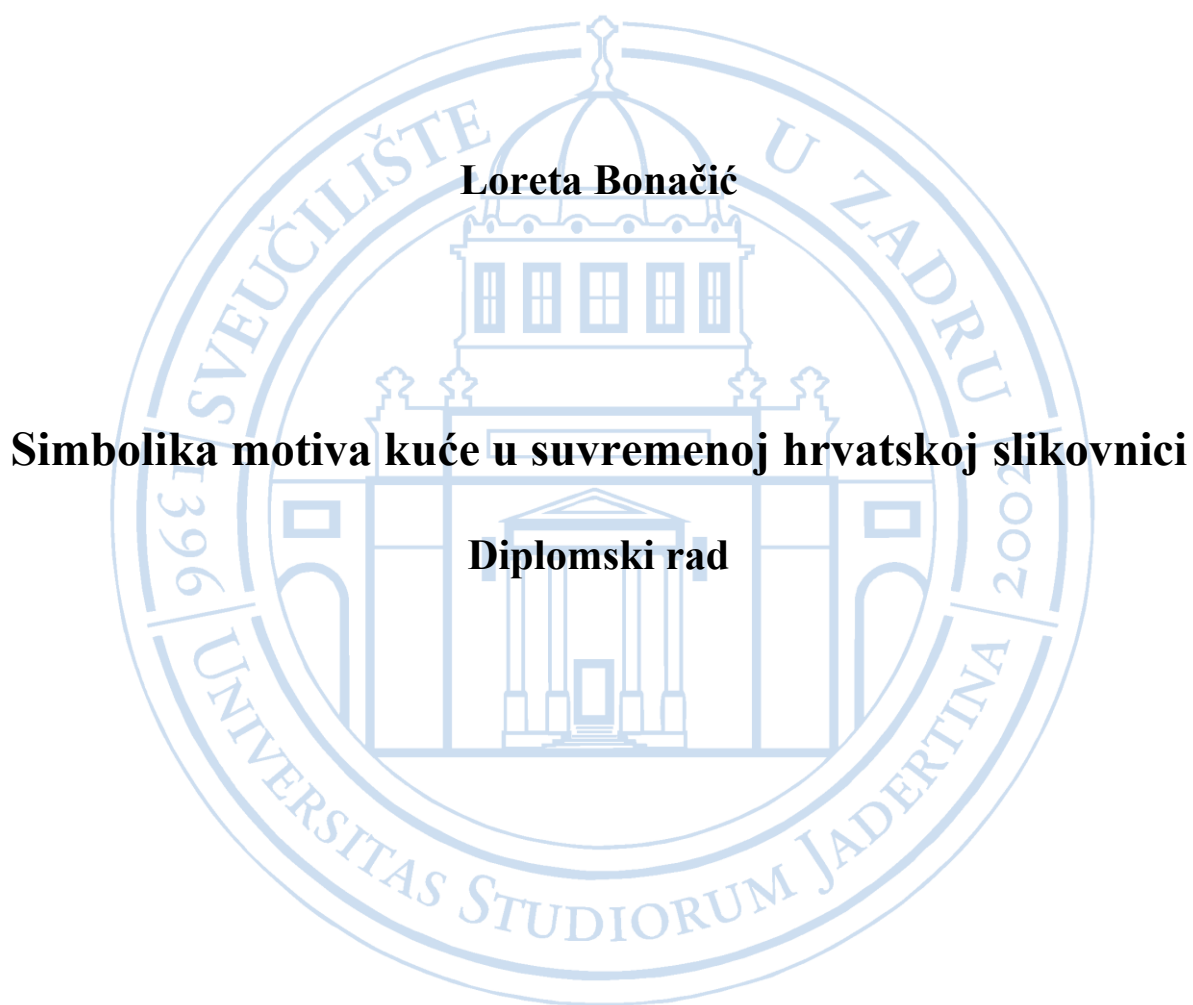 Loreta Bonačić
Simbolika motiva kuće u suvremenoj hrvatskoj slikovnici
Diplomski rad
SVEUČILIŠTE U ZADRU
1396
2002
UNIVERSITAS STUDIORUM JADERTINA